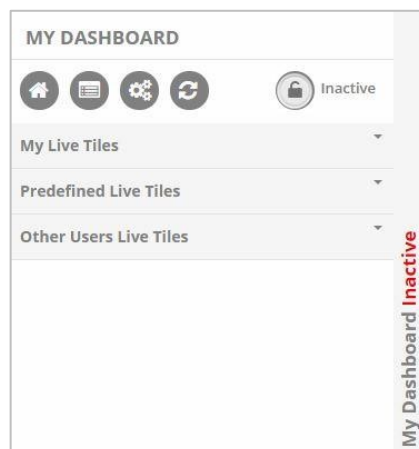 MY DASHBOARD
Inactive
My Live Tiles
Predefined Live Tiles
Other Users Live Tiles
My Dashboard Inactive